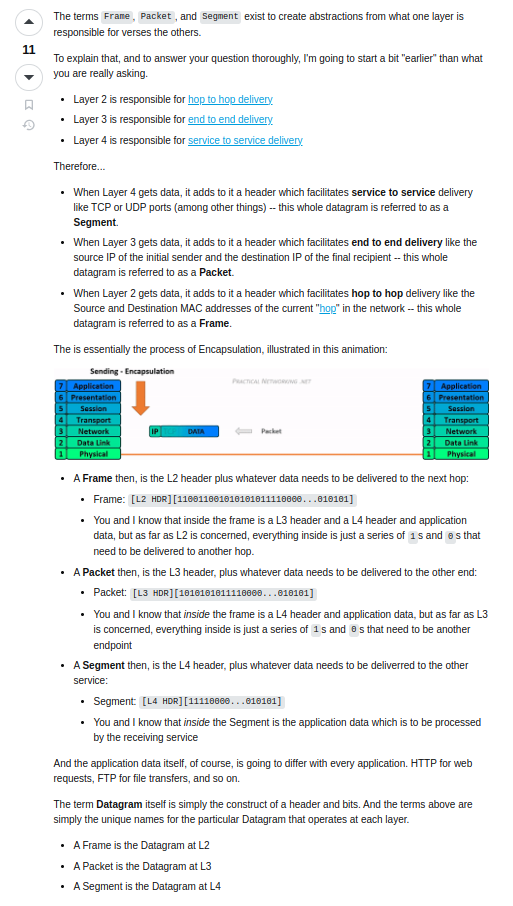 The terms Frame, Packet, and Segment exist to create abstractions from what one layer is
responsible for verses the others.
11
To explain that, and to answer your question thoroughly, I'm going to start a bit "earlier" than what
you are really asking.
• Layer 2 is responsible for hop to hop delivery
• Layer 3 is responsible for end to end delivery
• Layer 4 is responsible for service to service delivery
Therefore...
• When Layer 4 gets data, it adds to it a header which facilitates service to service delivery
like TCP or UDP ports (among other things) -- this whole datagram is referred to as a
Segment.
• When Layer 3 gets data, it adds to it a header which facilitates end to end delivery like the
source IP of the initial sender and the destination IP of the final recipient -- this whole
datagram is referred to as a Packet.
• When Layer 2 gets data, it adds to it a header which facilitates hop to hop delivery like the
Source and Destination MAC addresses of the current "hop" in the network -- this whole
datagram is referred to as a Frame.
The is essentially the process of Encapsulation, illustrated in this animation:
Sending - Encapsulation
PRACTICAL NETWORKING .NET
7 Application
6 Presentation
5 Session
4 Transport
3 Network
2 Data Link
1 Physical
IP DATA
Packet
7 Application
6 Presentation
5 Session
4 Transport
3 Network
2 Data Link
1 Physical
• A Frame then, is the L2 header plus whatever data needs to be delivered to the next hop:
• Frame: [L2 HDR][110011001010101011110000...010101]
• You and I know that inside the frame is a L3 header and a L4 header and application
data, but as far as L2 is concerned, everything inside is just a series of 1s and 0s that
need to be delivered to another hop.
• A Packet then, is the L3 header, plus whatever data needs to be delivered to the other end:
• Packet: [L3 HDR][1010101011110000...010101]
• You and I know that inside the frame is a L4 header and application data, but as far as L3
is concerned, everything inside is just a series of 1s and 0s that need to be another
endpoint
• A Segment then, is the L4 header, plus whatever data needs to be deliverred to the other
service:
• Segment: [L4 HDR][11110000...010101]
• You and I know that inside the Segment is the application data which is to be processed
by the receiving service
And the application data itself, of course, is going to differ with every application. HTTP for web
requests, FTP for file transfers, and so on.
The term Datagram itself is simply the construct of a header and bits. And the terms above are
simply the unique names for the particular Datagram that operates at each layer.
• A Frame is the Datagram at L2
• A Packet is the Datagram at L3
• A Segment is the Datagram at L4